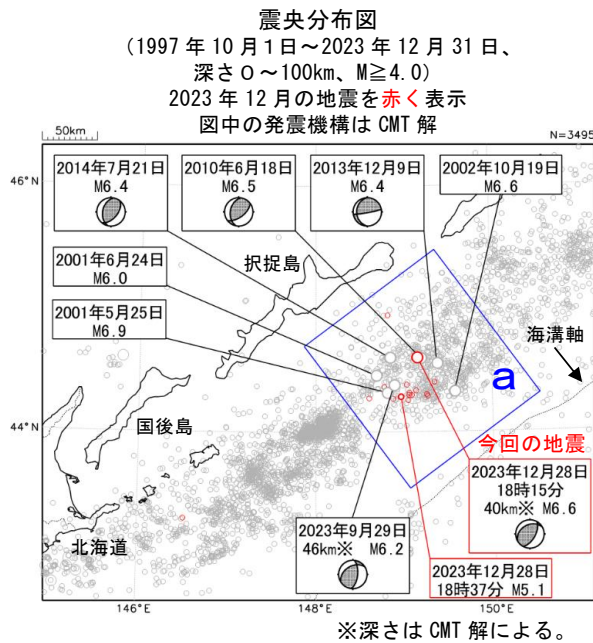 震央分布図
(1997年10月1日～2023年12月31日、
深さ0～100km、M≧4.0)
2023年12月の地震を赤く表示
図中の発震機構はCMT解
50km
N=3495
46°N
2014年7月21日
M6.4
2010年6月18日
M6.5
2013年12月9日
M6.4
2002年10月19日
M6.6
2001年6月24日
M6.0
択捉島
2001年5月25日
M6.9
海溝軸
a
44°N
国後島
今回の地震
2023年12月28日
18時15分
40km※ M6.6
2023年9月29日
46km※ M6.2
北海道
2023年12月28日
18時37分 M5.1
146°E
148°E
150°E
※深さはCMT解による。